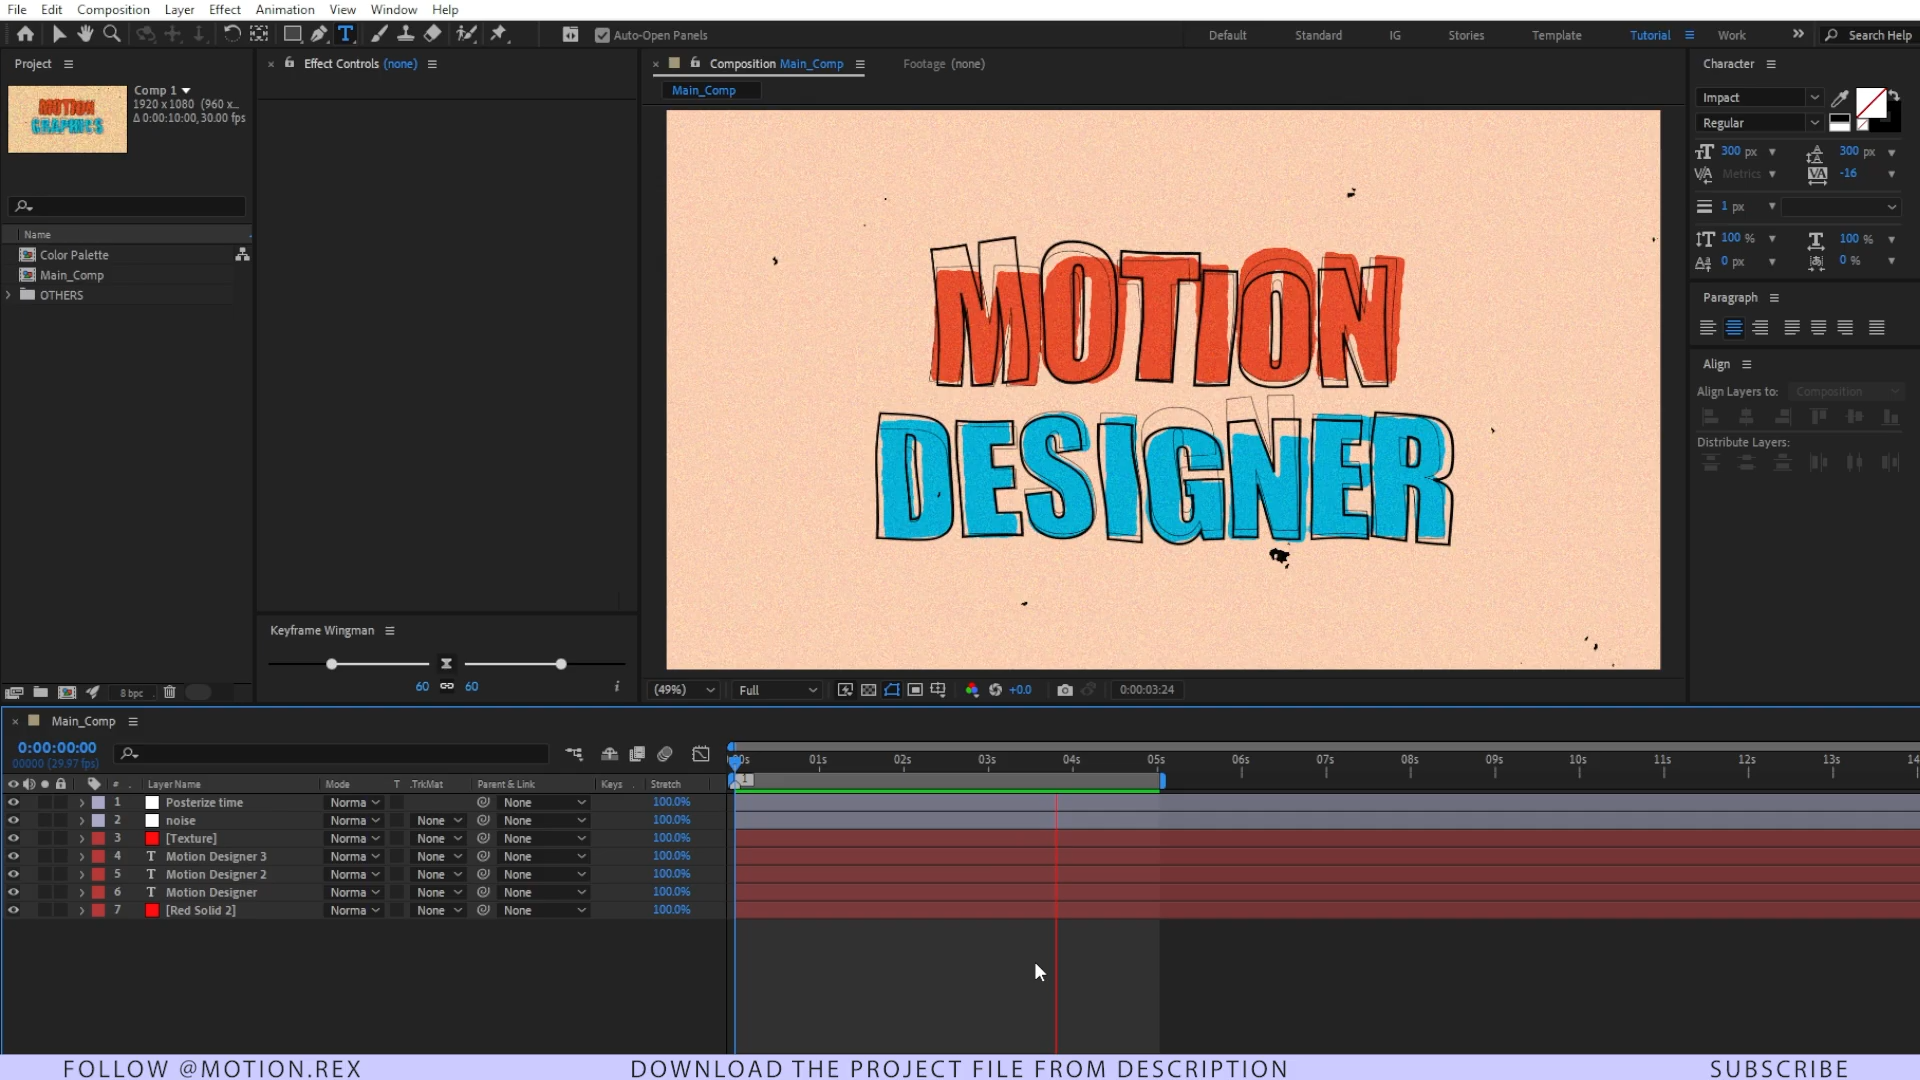 File Edit Composition Layer Effect Animation View Window Help
Auto-Open Panels Default Standard IG Stories Template Tutorial Work Search Help
Project
Comp 1
1920 x 1080 (960 x...
Δ 0:00:10:00, 30.00 fps
Name
Color Palette
Main_Comp
OTHERS
8 bpc
Effect Controls (none)
Keyframe Wingman
60 60
Composition Main_Comp
Footage (none)
Main_Comp
MOTION
DESIGNER
(49%) Full +0.0 0:00:03:24
Character
Impact
Regular
300 px 300 px
Metrics -16
1 px
100 % 100 %
0 px 0 %
Paragraph
Align
Align Layers to: Composition
Distribute Layers:
Main_Comp
0:00:00:00
00000 (29.97 fps)
00s 01s 02s 03s 04s 05s 06s 07s 08s 09s 10s 11s 12s 13s 14
1
# Layer Name Mode T .TrkMat Parent & Link Keys Stretch
1 Posterize time Norma None 100.0%
2 noise Norma None None 100.0%
3 [Texture] Norma None None 100.0%
4 T Motion Designer 3 Norma None None 100.0%
5 T Motion Designer 2 Norma None None 100.0%
6 T Motion Designer Norma None None 100.0%
7 [Red Solid 2] Norma None None 100.0%
FOLLOW @MOTION.REX DOWNLOAD THE PROJECT FILE FROM DESCRIPTION SUBSCRIBE